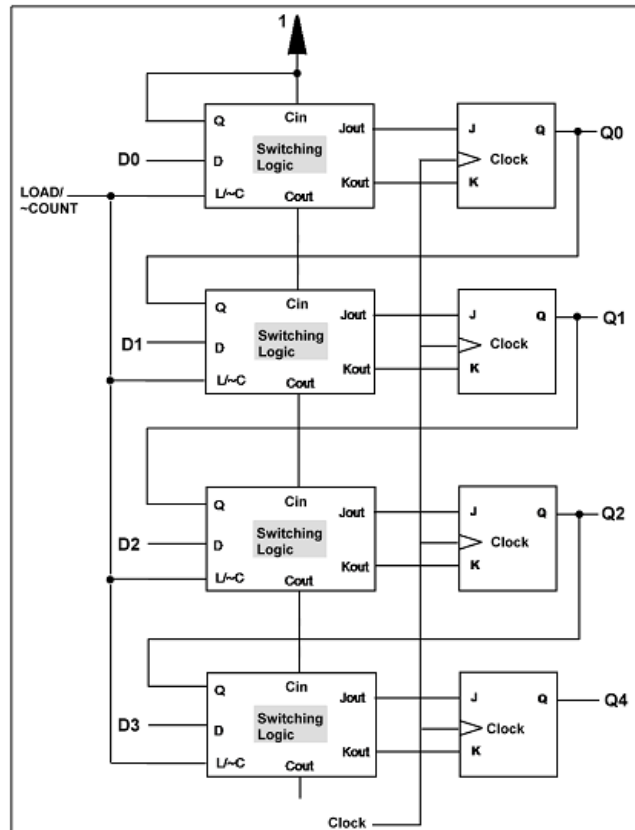 1
Q
Cin
Jout
J
Q
Q0
D0
D
Switching
Logic
Clock
LOAD/
~COUNT
L/~C
Cout
Kout
K
Q
Cin
Jout
J
Q
Q1
D1
D
Switching
Logic
Clock
L/~C
Cout
Kout
K
Q
Cin
Jout
J
Q
Q2
D2
D
Switching
Logic
Clock
L/~C
Cout
Kout
K
Q
Cin
Jout
J
Q
Q4
D3
D
Switching
Logic
Clock
L/~C
Cout
Kout
K
Clock